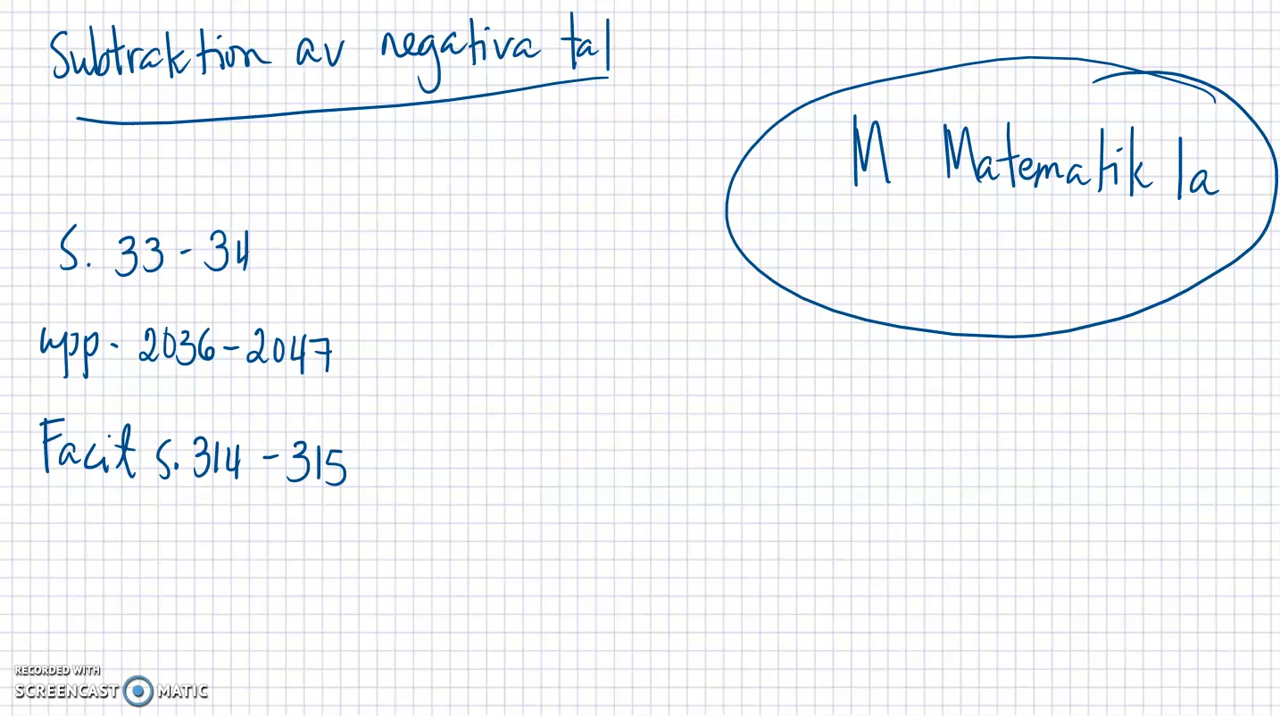 Subtraktion av negativa tal
M Matematik 1a
S. 33 - 34
upp. 2036 - 2047
Facit s. 314 - 315
RECORDED WITH
SCREENCAST MATIC